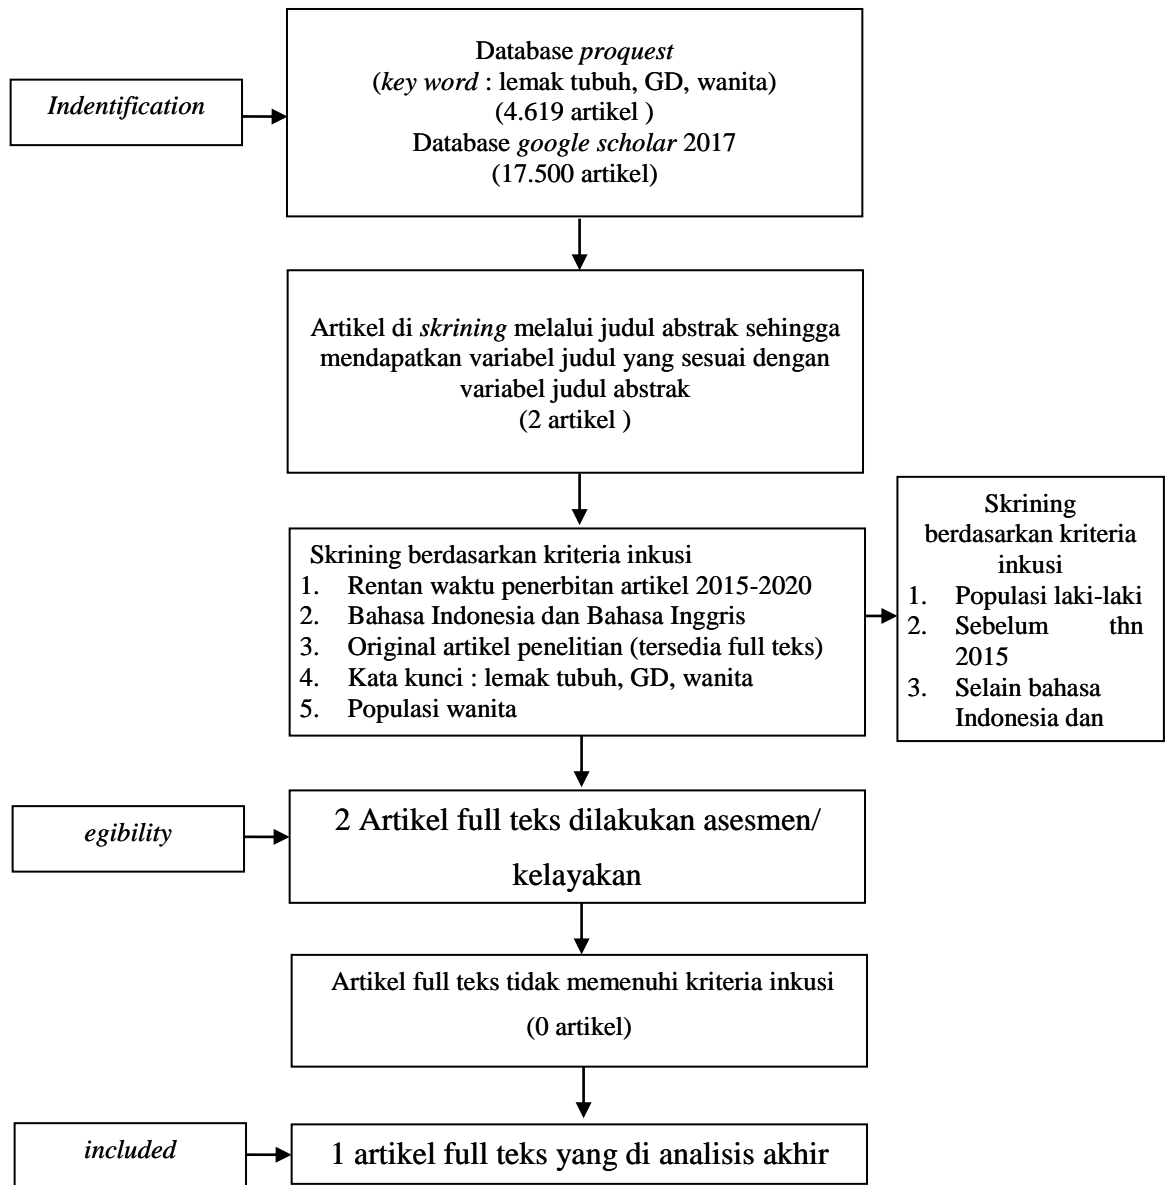 Indentification
Database proquest
(key word : lemak tubuh, GD, wanita)
(4.619 artikel )
Database google scholar 2017
(17.500 artikel)
Artikel di skrining melalui judul abstrak sehingga
mendapatkan variabel judul yang sesuai dengan
variabel judul abstrak
(2 artikel )
Skrining berdasarkan kriteria inkusi
1. Rentan waktu penerbitan artikel 2015-2020
2. Bahasa Indonesia dan Bahasa Inggris
3. Original artikel penelitian (tersedia full teks)
4. Kata kunci : lemak tubuh, GD, wanita
5. Populasi wanita
Skrining
berdasarkan kriteria
inkusi
1. Populasi laki-laki
2. Sebelum thn
2015
3. Selain bahasa
Indonesia dan
egibility
2 Artikel full teks dilakukan asesmen/
kelayakan
Artikel full teks tidak memenuhi kriteria inkusi
(0 artikel)
included
1 artikel full teks yang di analisis akhir